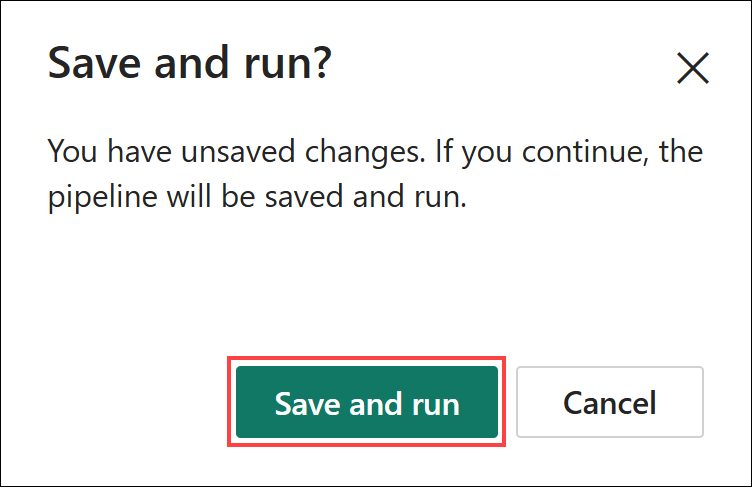 Save and run?
You have unsaved changes. If you continue, the
pipeline will be saved and run.
Save and run
Cancel